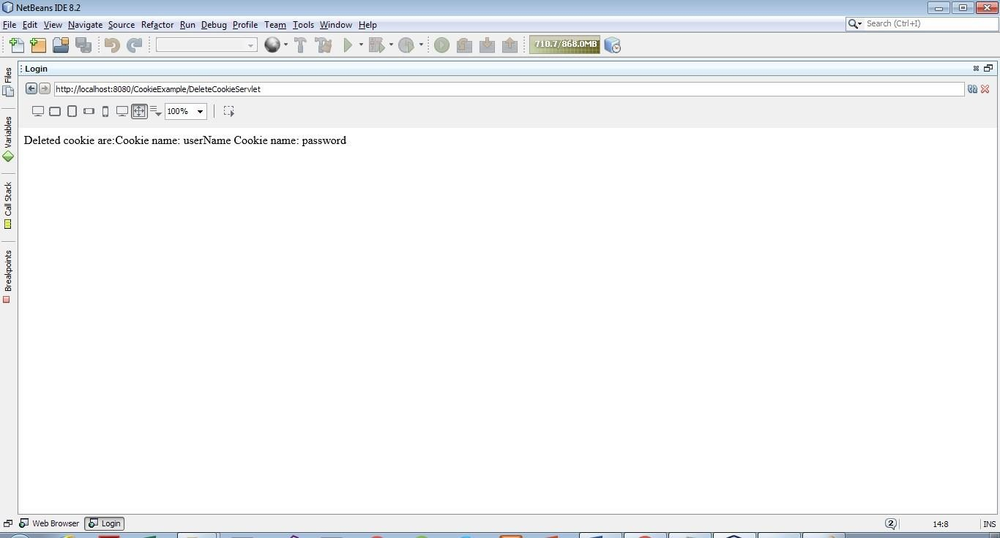 NetBeans IDE 8.2
File Edit View Navigate Source Refactor Run Debug Profile Team Tools Window Help
Search (Ctrl+I)
710.7/868.0MB
Files
Variables
Call Stack
Breakpoints
Login
http://localhost:8080/CookieExample/DeleteCookieServlet
100%
Deleted cookie are:Cookie name: userName Cookie name: password
Web Browser Login
2 14:8 INS